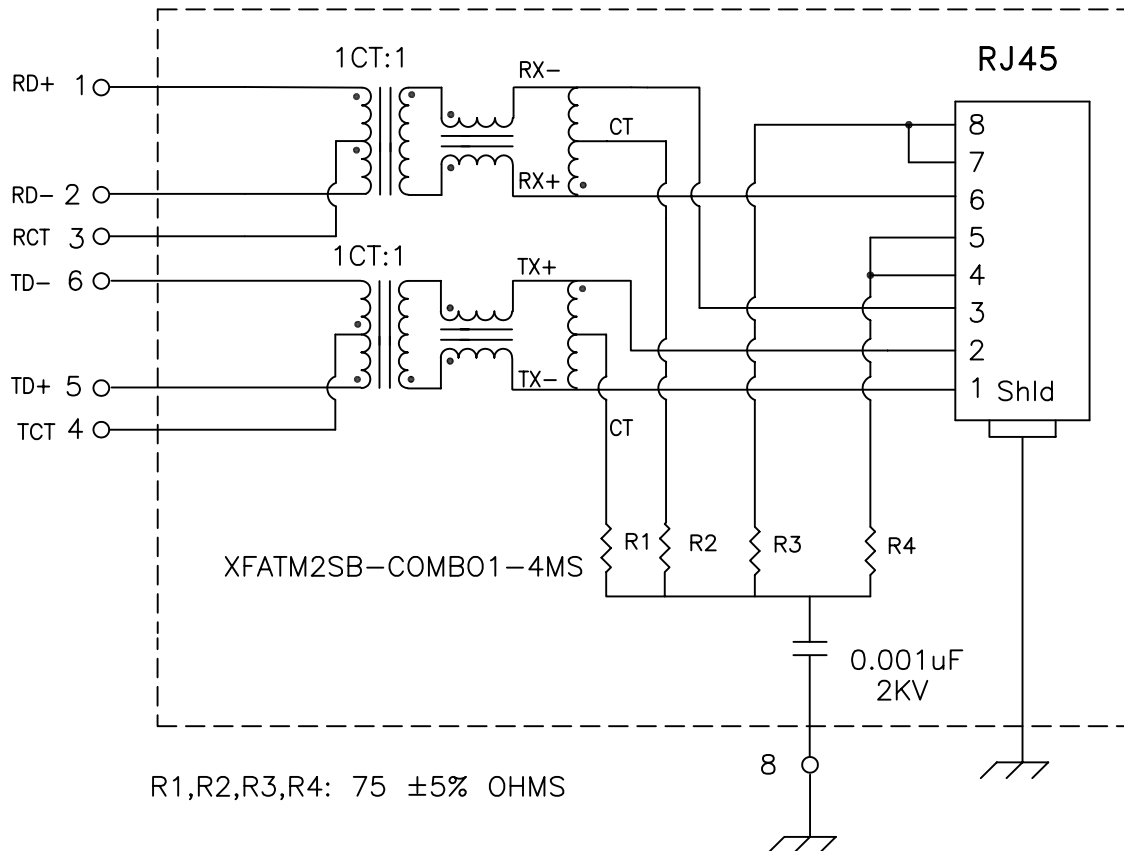 RJ45
1CT:1
RD+ 1
RX-
CT
RX+
RD- 2
RCT 3
8
7
6
5
4
3
2
1 Shld
1CT:1
TD- 6
TX+
TX-
TD+ 5
TCT 4
CT
R1
R2
R3
R4
XFATM2SB-COMBO1-4MS
0.001uF
2KV
8
R1,R2,R3,R4: 75 ±5% OHMS